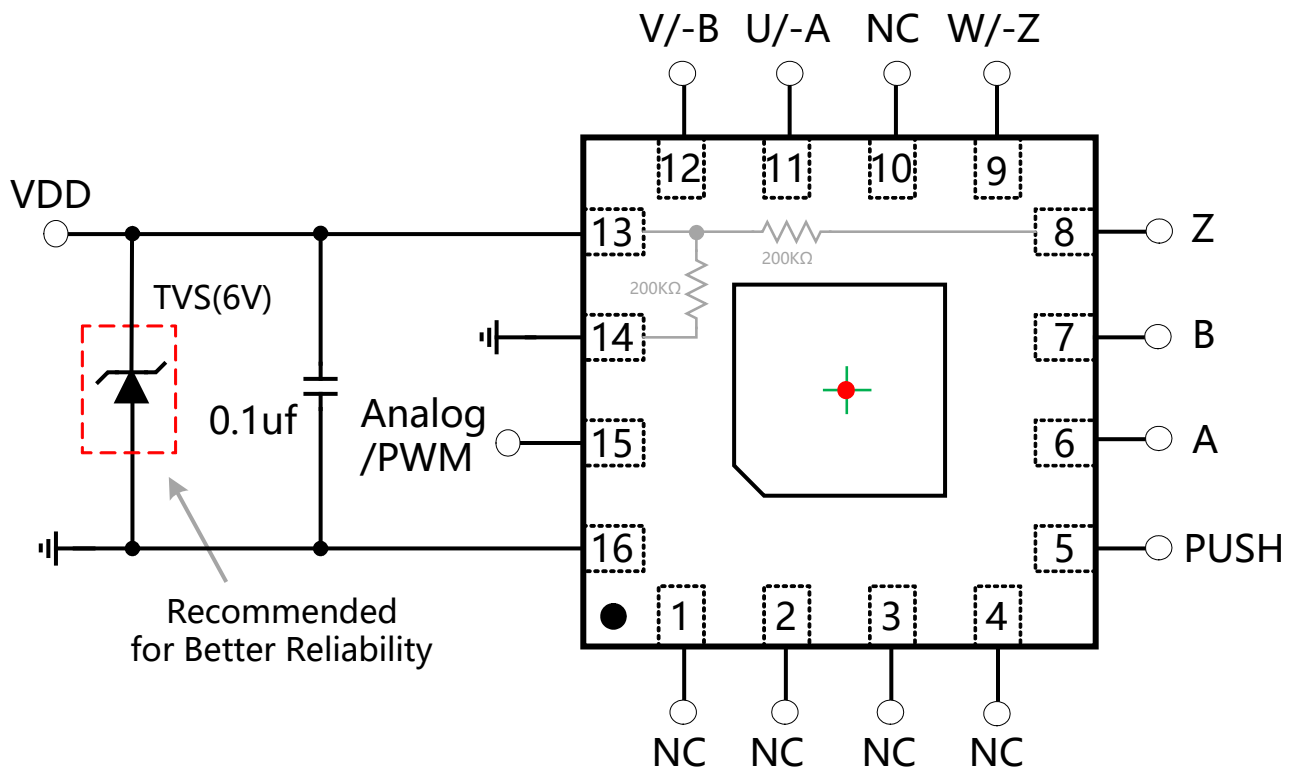 V/-B U/-A NC W/-Z
12 11 10 9
VDD
13
8
Z
200KΩ
200KΩ
TVS(6V)
14
7
B
0.1uf
Analog
/PWM
15
6
A
16
5
PUSH
Recommended
for Better Reliability
1 2 3 4
NC NC NC NC